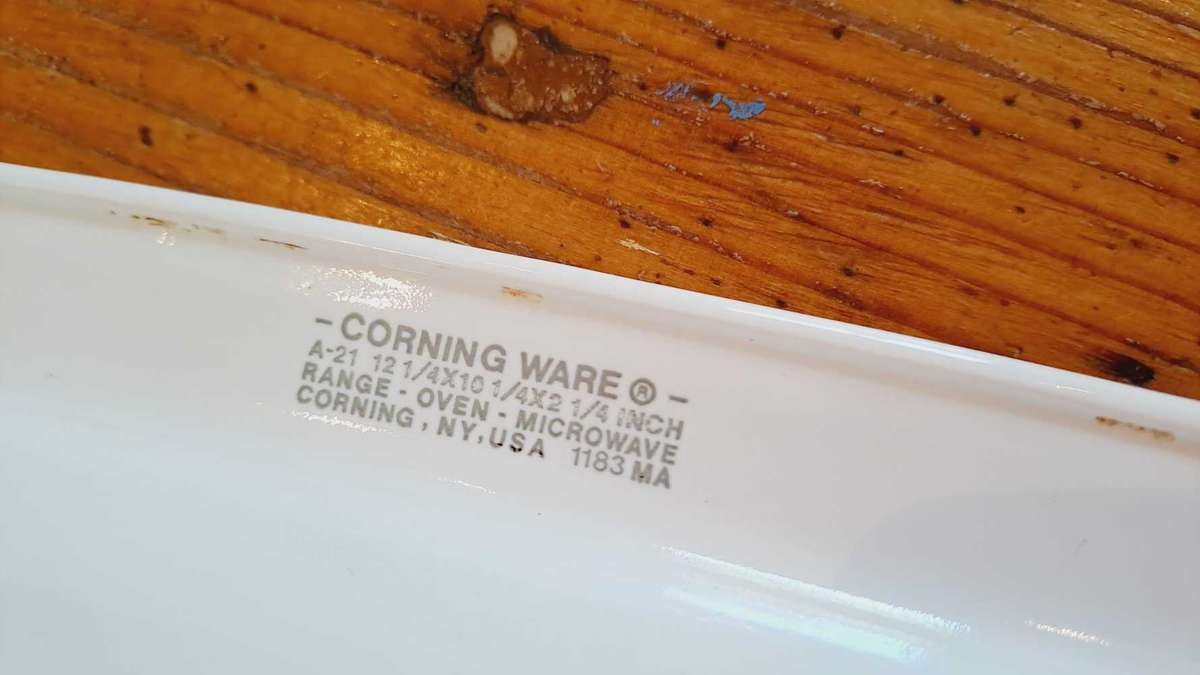 - CORNING WARE ® -
A-21 12 1/4X10 1/4X2 1/4 INCH
RANGE - OVEN - MICROWAVE
CORNING, NY, USA 1183 MA